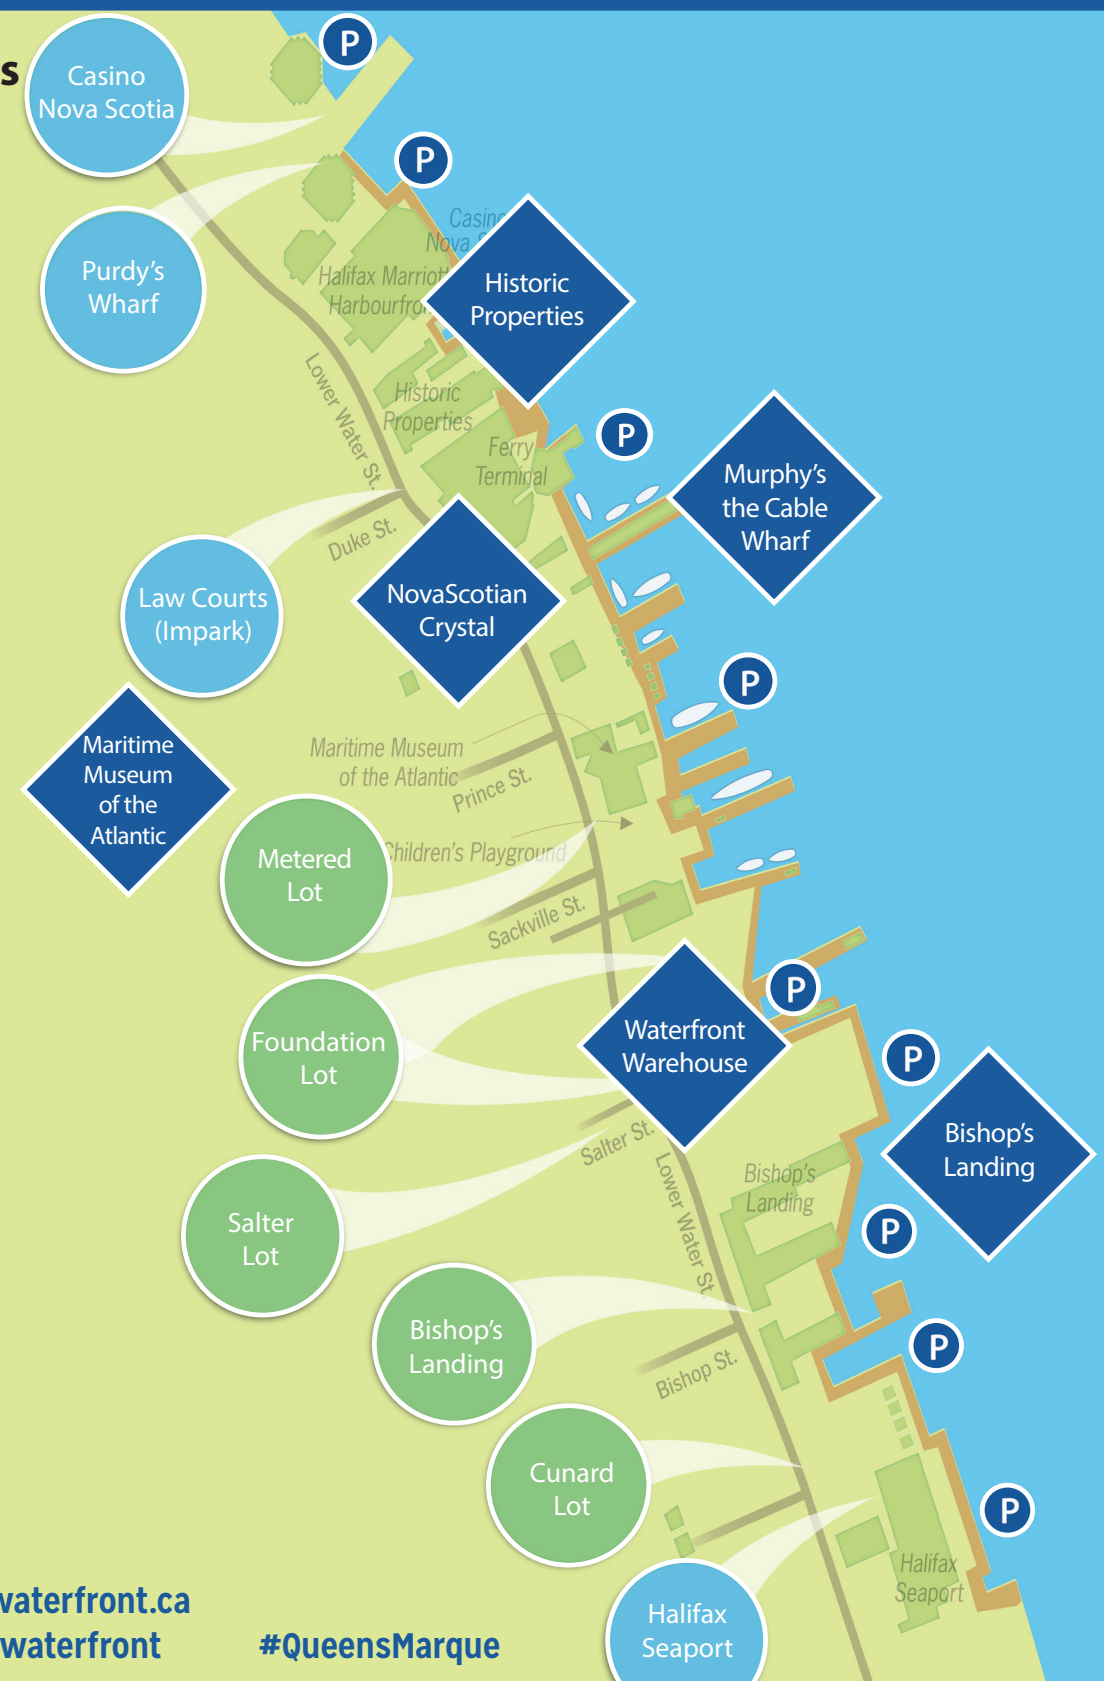 s
P
Casino
Nova Scotia
P
Casino
Halifax Marriott
Harbourfront
Purdy's
Wharf
Historic
Properties
Lower Water St.
Historic
Properties
Ferry
Terminal
P
Murphy's
the Cable
Wharf
Duke St.
Law Courts
(Impark)
NovaScotian
Crystal
P
Maritime
Museum
of the
Atlantic
Maritime Museum
of the Atlantic
Prince St.
Children's Playground
Metered
Lot
Sackville St.
P
Foundation
Lot
Waterfront
Warehouse
P
Salter St.
Bishop's
Landing
Bishop's
Landing
Lower Water St.
Salter
Lot
P
Bishop's
Landing
P
Bishop St.
Cunard
Lot
P
Halifax
Seaport
Halifax
Seaport
waterfront.ca
waterfront
#QueensMarque